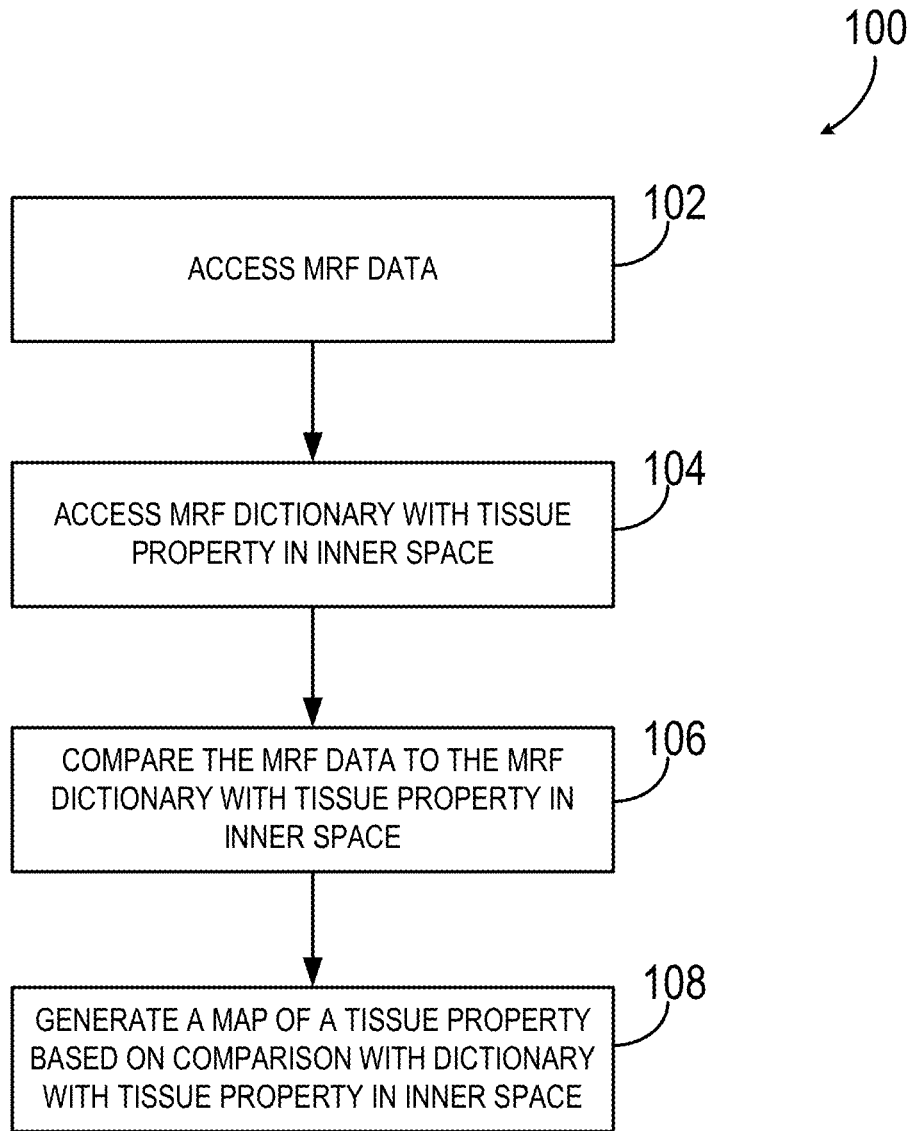 100
102
ACCESS MRF DATA
104
ACCESS MRF DICTIONARY WITH TISSUE
PROPERTY IN INNER SPACE
106
COMPARE THE MRF DATA TO THE MRF
DICTIONARY WITH TISSUE PROPERTY IN
INNER SPACE
108
GENERATE A MAP OF A TISSUE PROPERTY
BASED ON COMPARISON WITH DICTIONARY
WITH TISSUE PROPERTY IN INNER SPACE